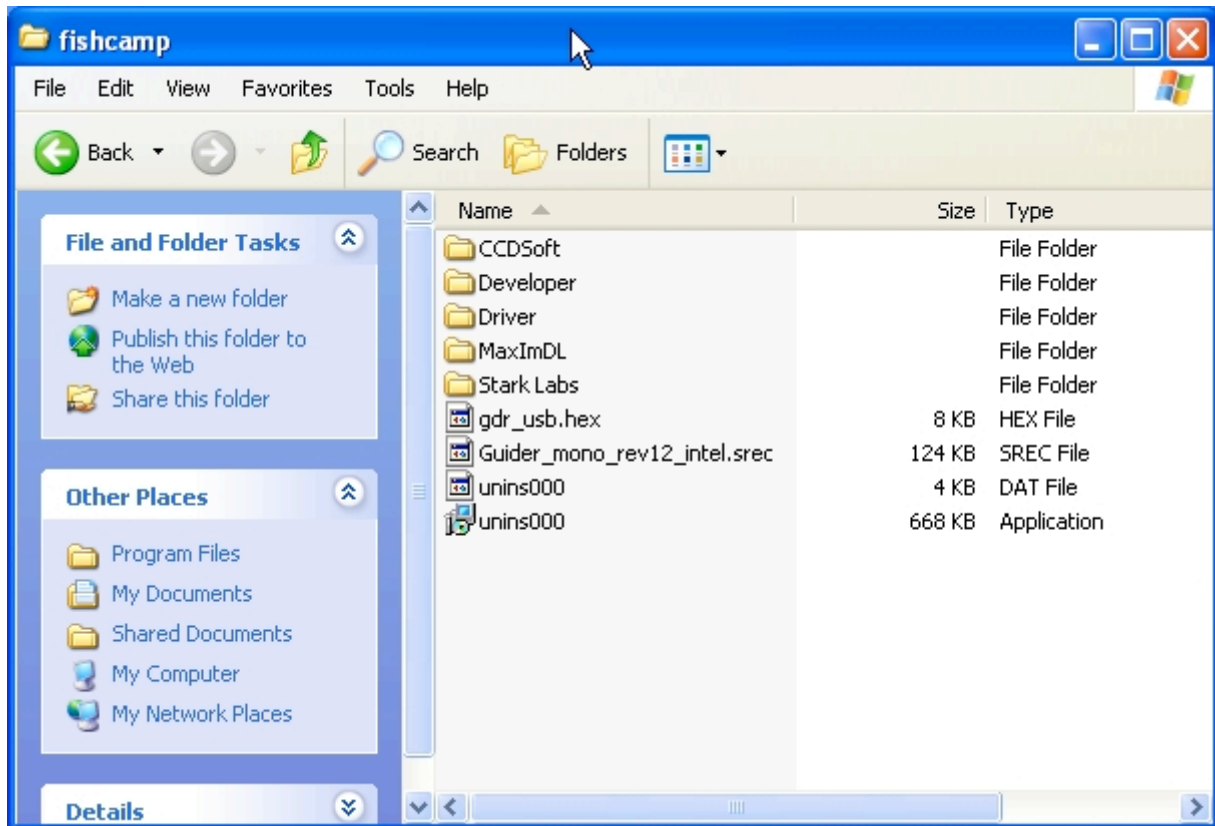 fishcamp
File Edit View Favorites Tools Help
Back Search Folders
File and Folder Tasks
Make a new folder
Publish this folder to
the Web
Share this folder
Other Places
Program Files
My Documents
Shared Documents
My Computer
My Network Places
Details
Name Size Type
CCDSoft File Folder
Developer File Folder
Driver File Folder
MaxImDL File Folder
Stark Labs File Folder
gdr_usb.hex 8 KB HEX File
Guider_mono_rev12_intel.srec 124 KB SREC File
unins000 4 KB DAT File
unins000 668 KB Application